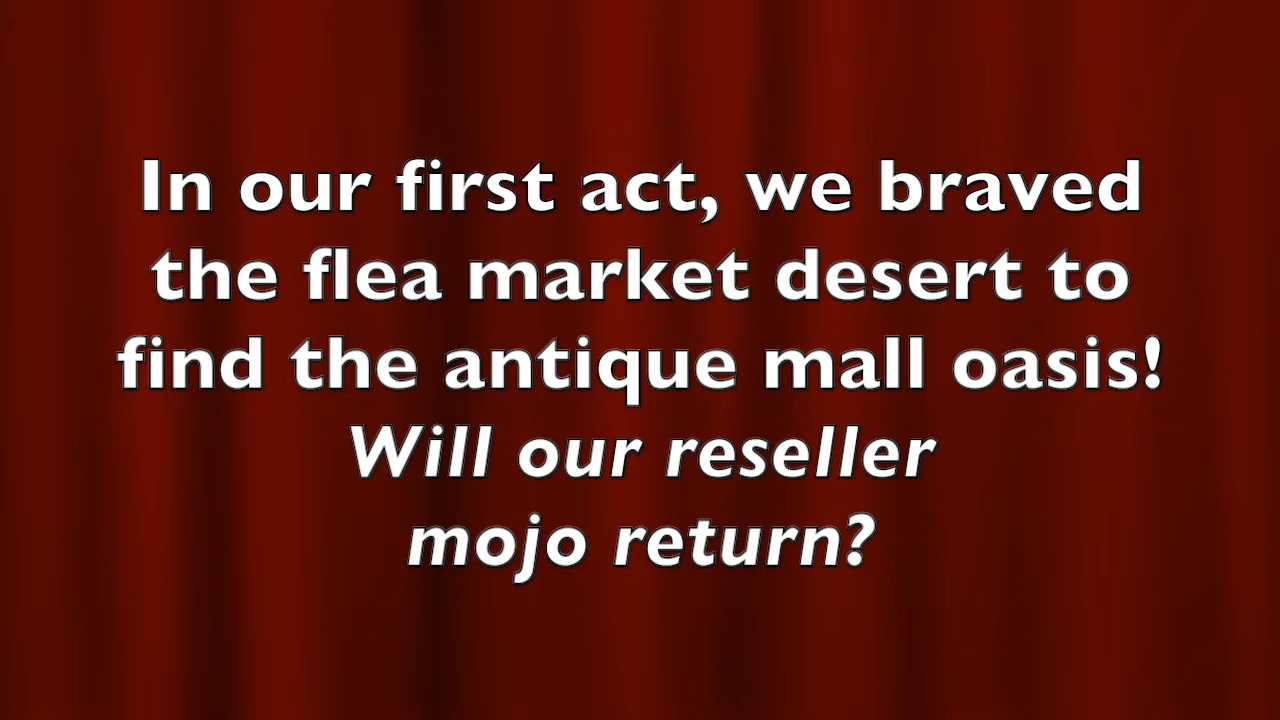 In our first act, we braved
the flea market desert to
find the antique mall oasis!
Will our reseller
mojo return?